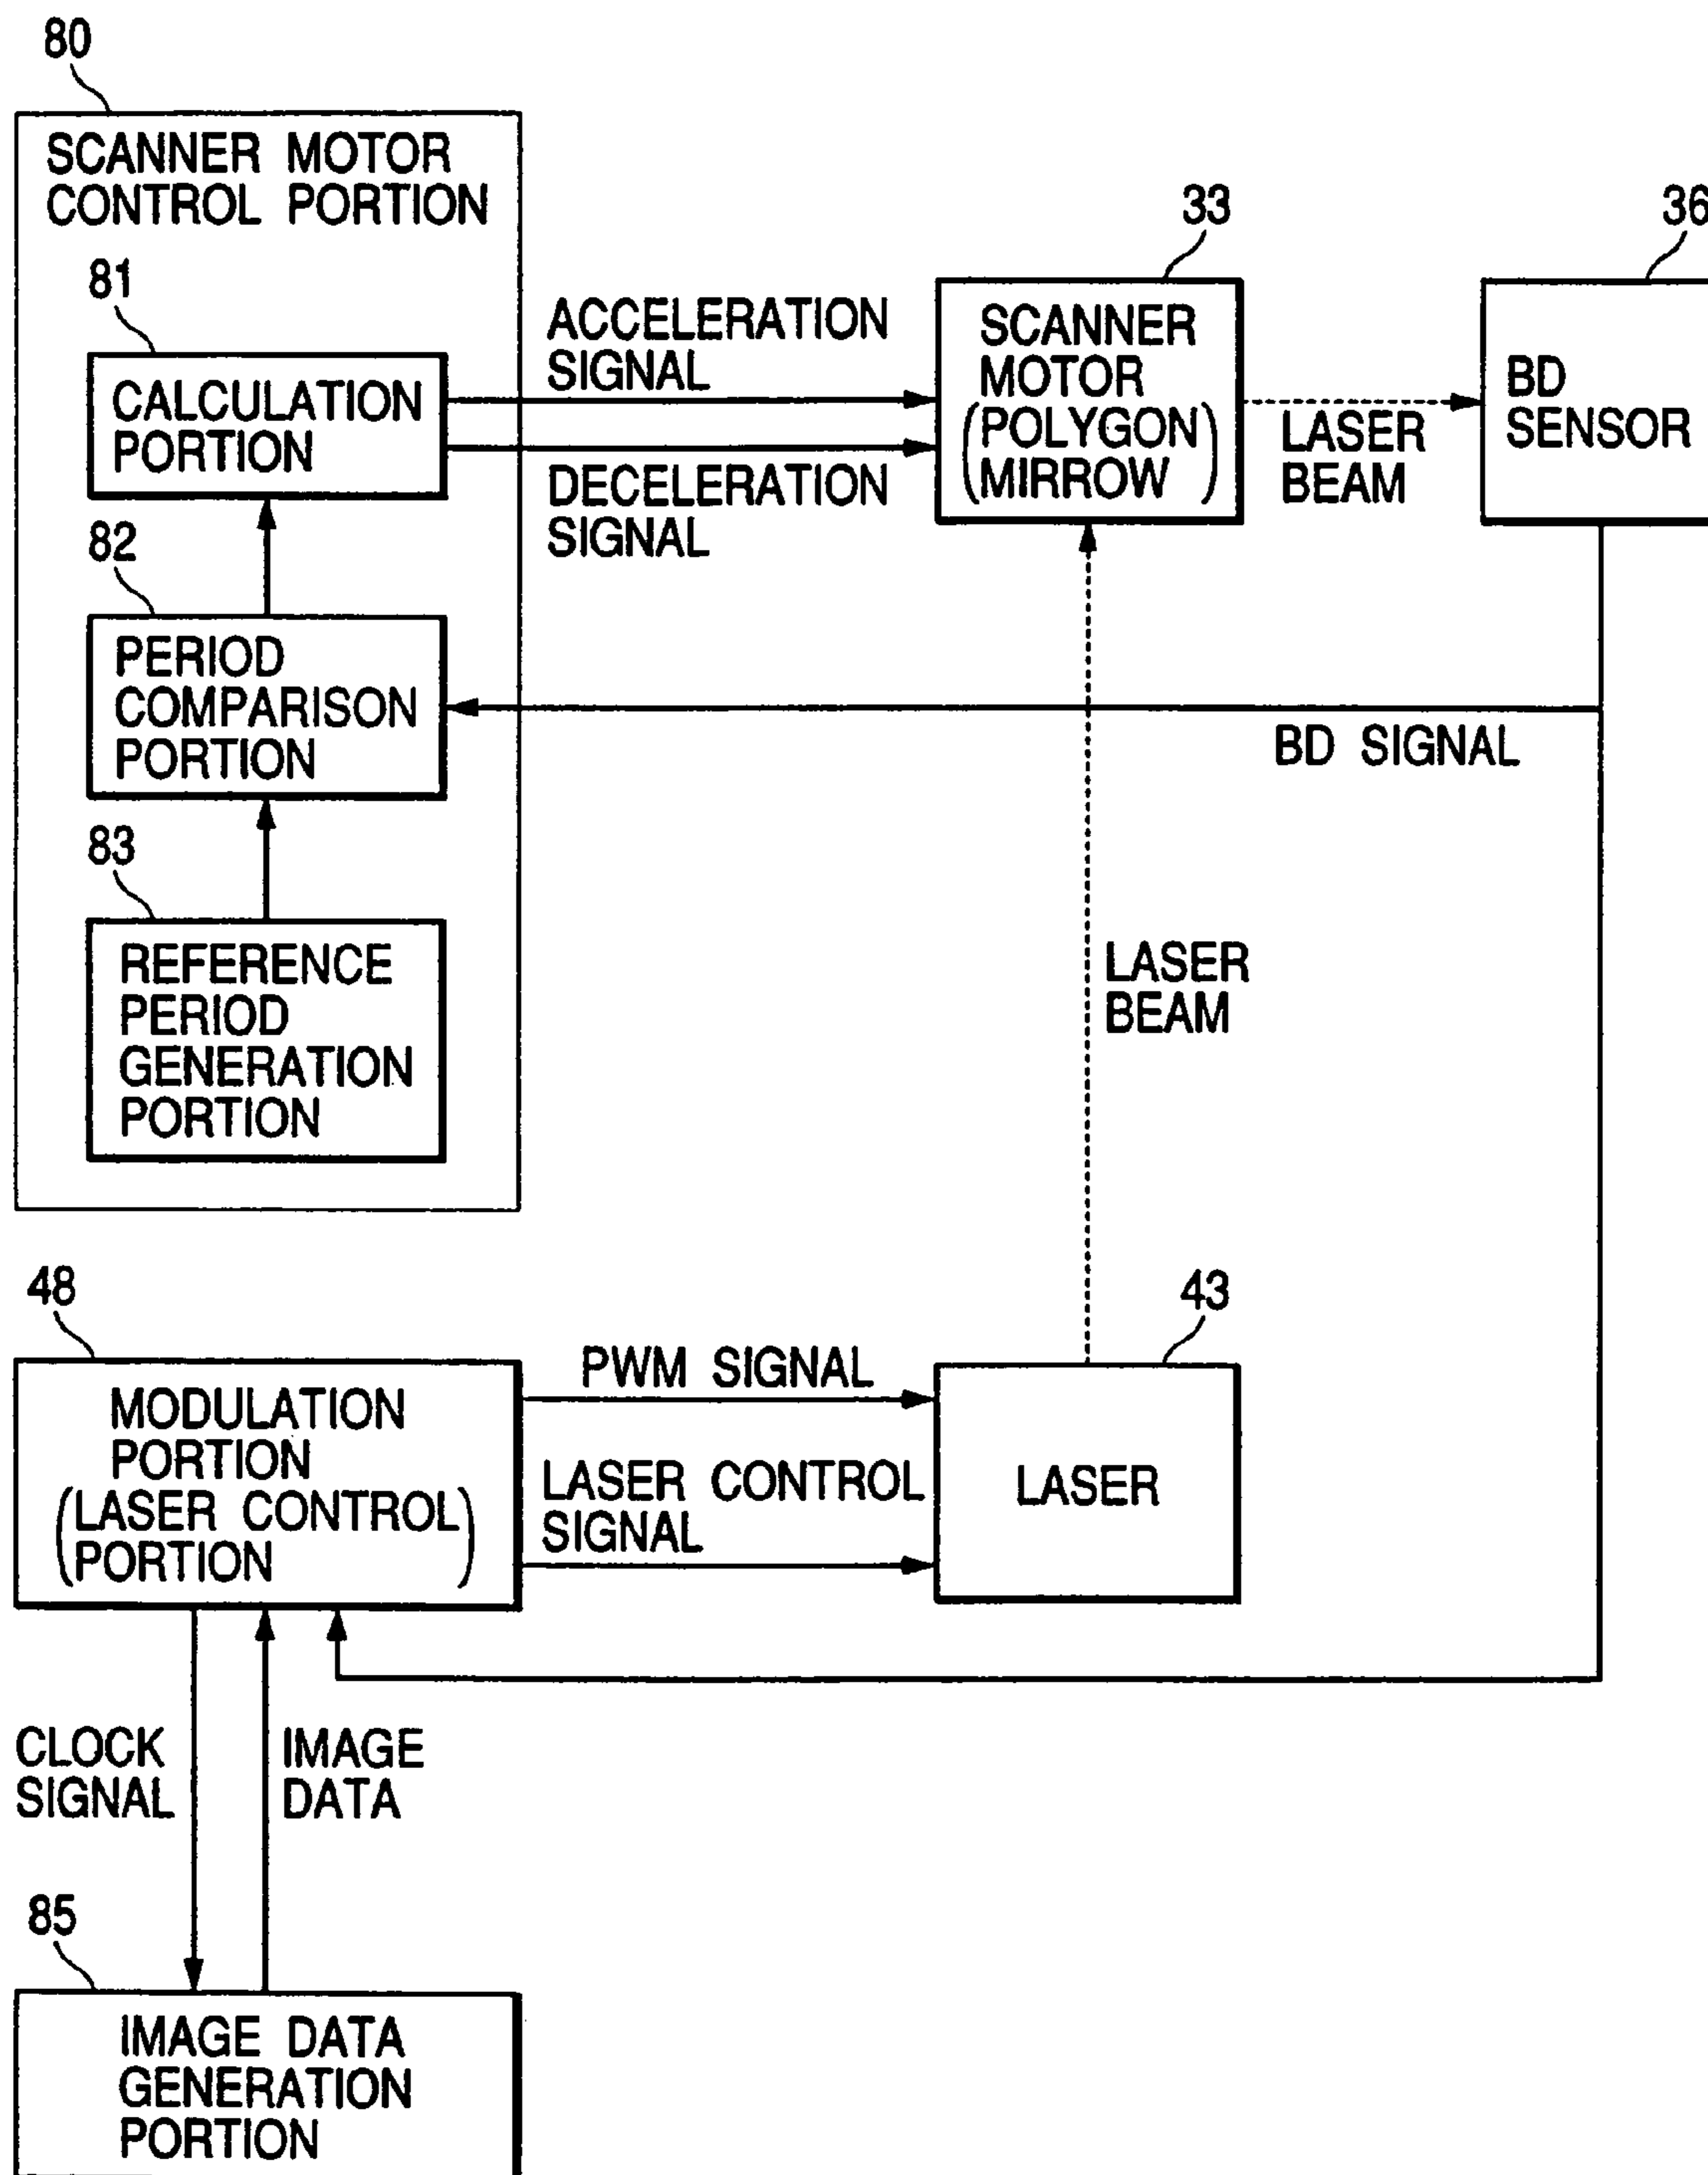 80
SCANNER MOTOR
CONTROL PORTION
81
CALCULATION
PORTION
ACCELERATION
SIGNAL
DECELERATION
SIGNAL
33
SCANNER
MOTOR
(POLYGON
MIRROW)
LASER
BEAM
36
BD
SENSOR
82
PERIOD
COMPARISON
PORTION
BD SIGNAL
83
REFERENCE
PERIOD
GENERATION
PORTION
LASER
BEAM
48
MODULATION
PORTION
(LASER CONTROL
PORTION)
PWM SIGNAL
LASER CONTROL
SIGNAL
43
LASER
CLOCK
SIGNAL
IMAGE
DATA
85
IMAGE DATA
GENERATION
PORTION